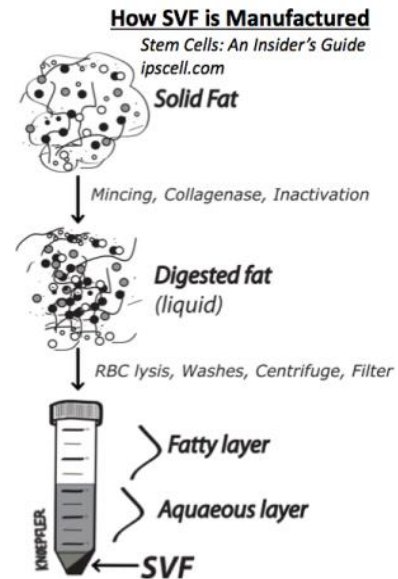 How SVF is Manufactured
Stem Cells: An Insider's Guide
ipscell.com
Solid Fat
Mincing, Collagenase, Inactivation
Digested fat
(liquid)
RBC lysis, Washes, Centrifuge, Filter
Fatty layer
Aquaeous layer
KNOEPFLER
SVF